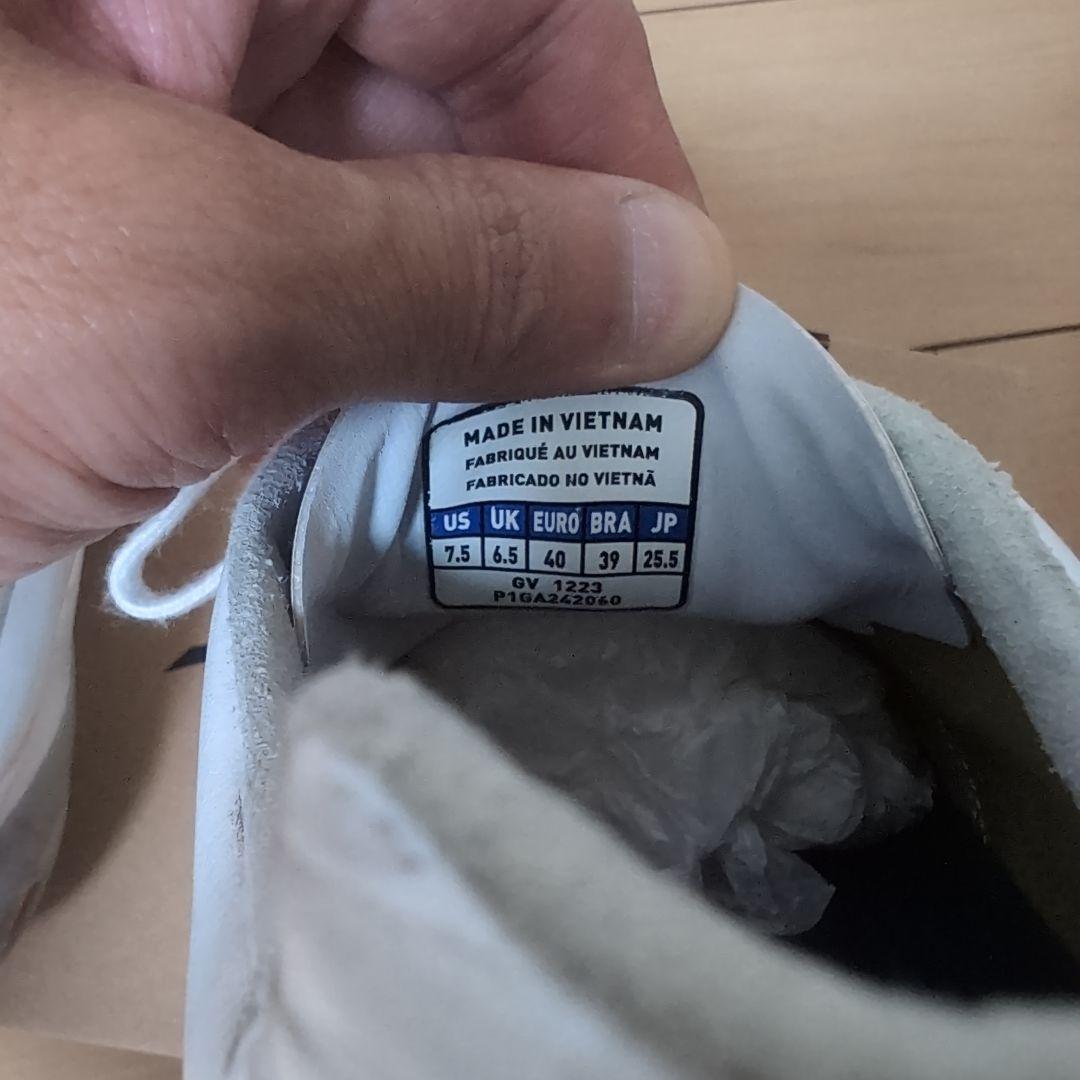 MADE IN VIETNAM
FABRIQUÉ AU VIETNAM
FABRICADO NO VIETNÃ
US UK EURO BRA JP
7.5 6.5 40 39 25.5
GV 1223
P1GA242060